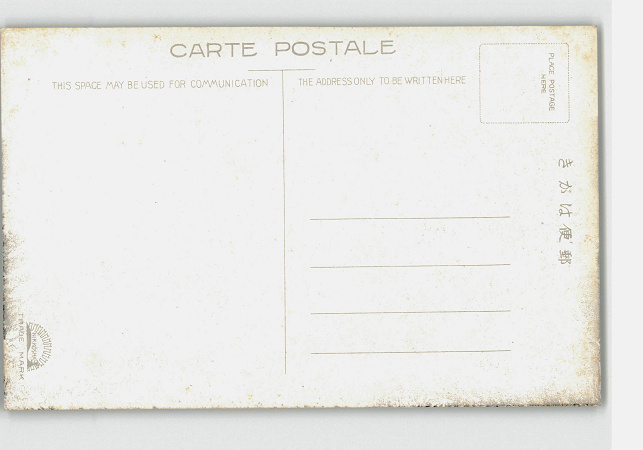 CARTE POSTALE
THIS SPACE MAY BE USED FOR COMMUNICATION
THE ADDRESS ONLY TO BE WRITTEN HERE
PLACE POSTAGE
HERE
きがは便郵
TRADE MARK